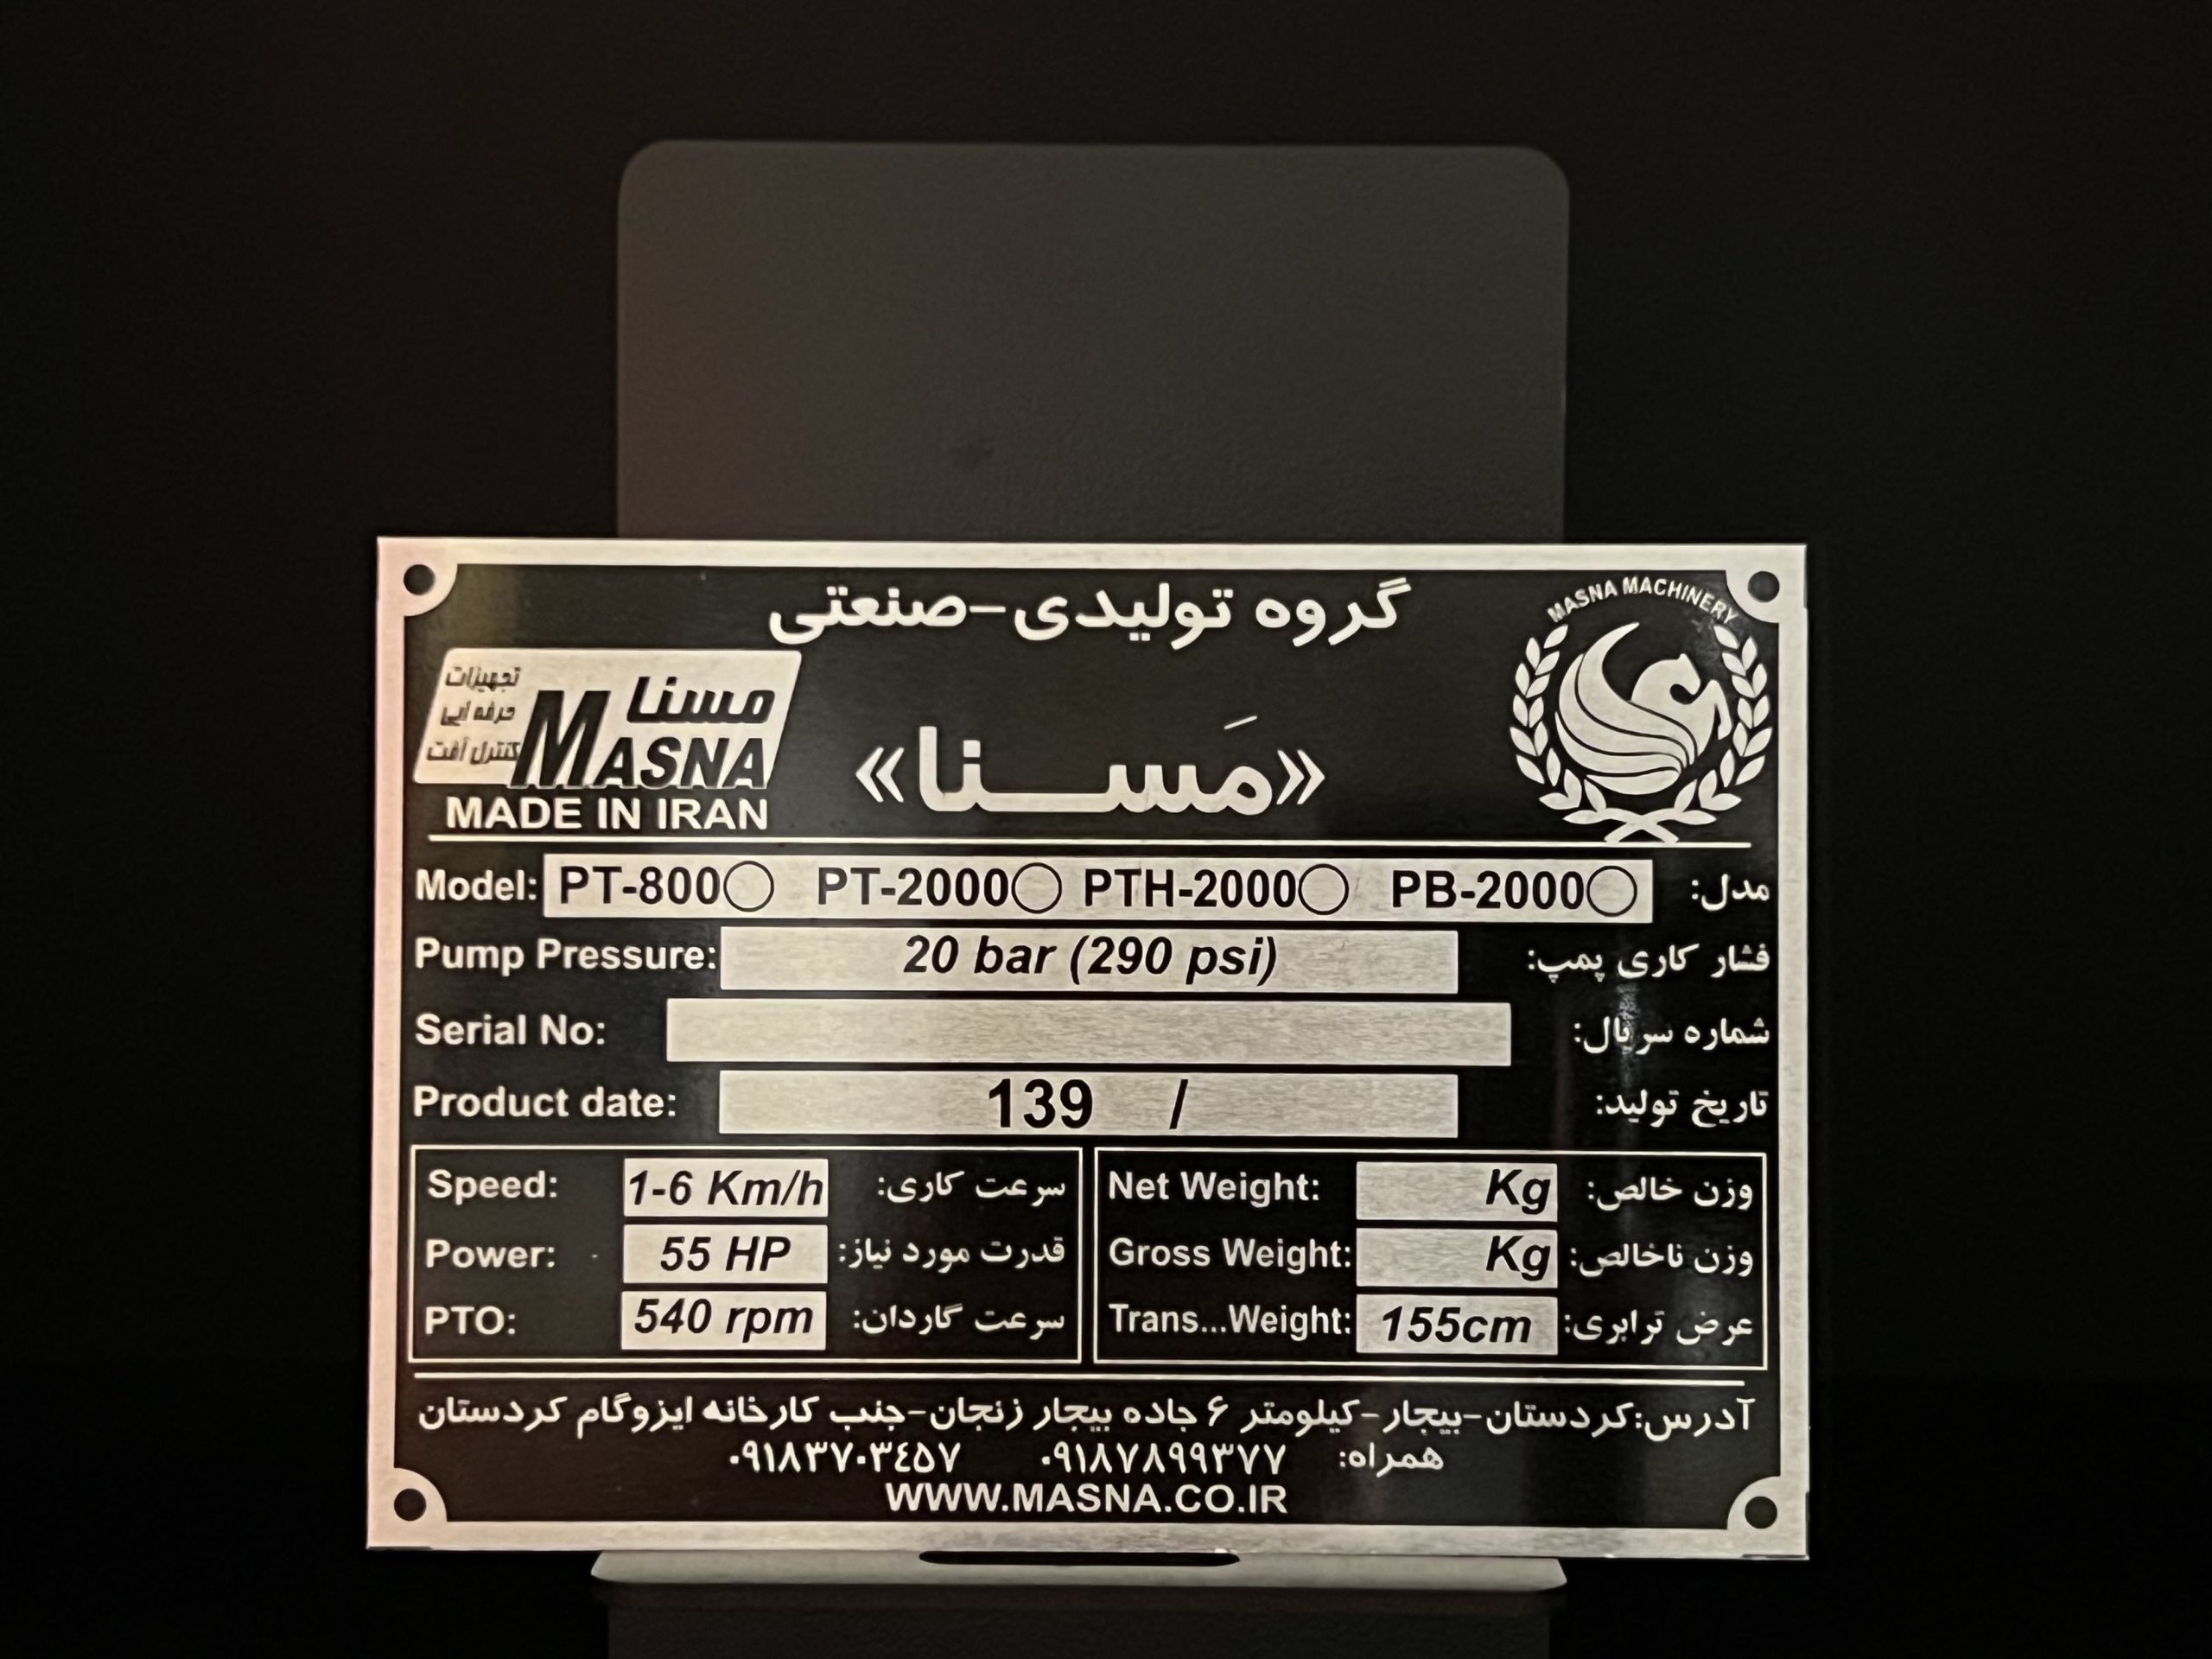 گروه تولیدی-صنعتی
MASNA MACHINERY
تجهیزات
حرفه ایی
کنترل آفت
مسنا
MASNA
MADE IN IRAN
«مَسنا»
Model: PT-800 PT-2000 PTH-2000 PB-2000 مدل:
Pump Pressure: 20 bar (290 psi) فشار کاری پمپ:
Serial No: شماره سریال:
Product date: 139 / تاریخ تولید:
Speed: 1-6 Km/h سرعت کاری:
Power: 55 HP قدرت مورد نیاز:
PTO: 540 rpm سرعت گاردان:
Net Weight: Kg وزن خالص:
Gross Weight: Kg وزن ناخالص:
Trans...Weight: 155cm عرض ترابری:
آدرس:کردستان-بیجار-کیلومتر ۶ جاده بیجار زنجان-جنب کارخانه ایزوگام کردستان
همراه: ۰۹۱۸۷۸۹۹۳۷۷ ۰۹۱۸۳۷۰۳٤۵۷
WWW.MASNA.CO.IR